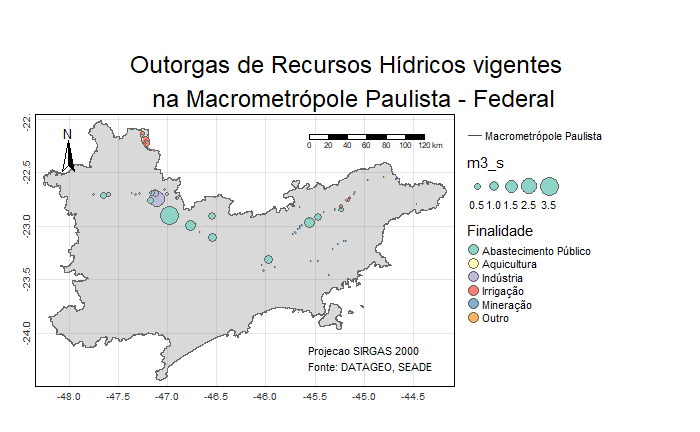 Outorgas de Recursos Hídricos vigentes
na Macrometrópole Paulista - Federal
N
0 20 40 60 80 100 120 km
Projecao SIRGAS 2000
Fonte: DATAGEO, SEADE
-22.5
-23.0
-23.5
-24.0
-48.0 -47.5 -47.0 -46.5 -46.0 -45.5 -45.0 -44.5
Macrometrópole Paulista
m3_s
0.5 1.0 1.5 2.5 3.5
Finalidade
Abastecimento Público
Aquicultura
Indústria
Irrigação
Mineração
Outro